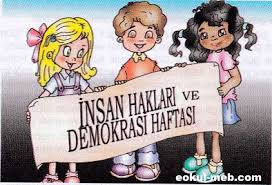 İNSAN HAKLARI VE
DEMOKRASI HAFTASI
eokul-meb.com